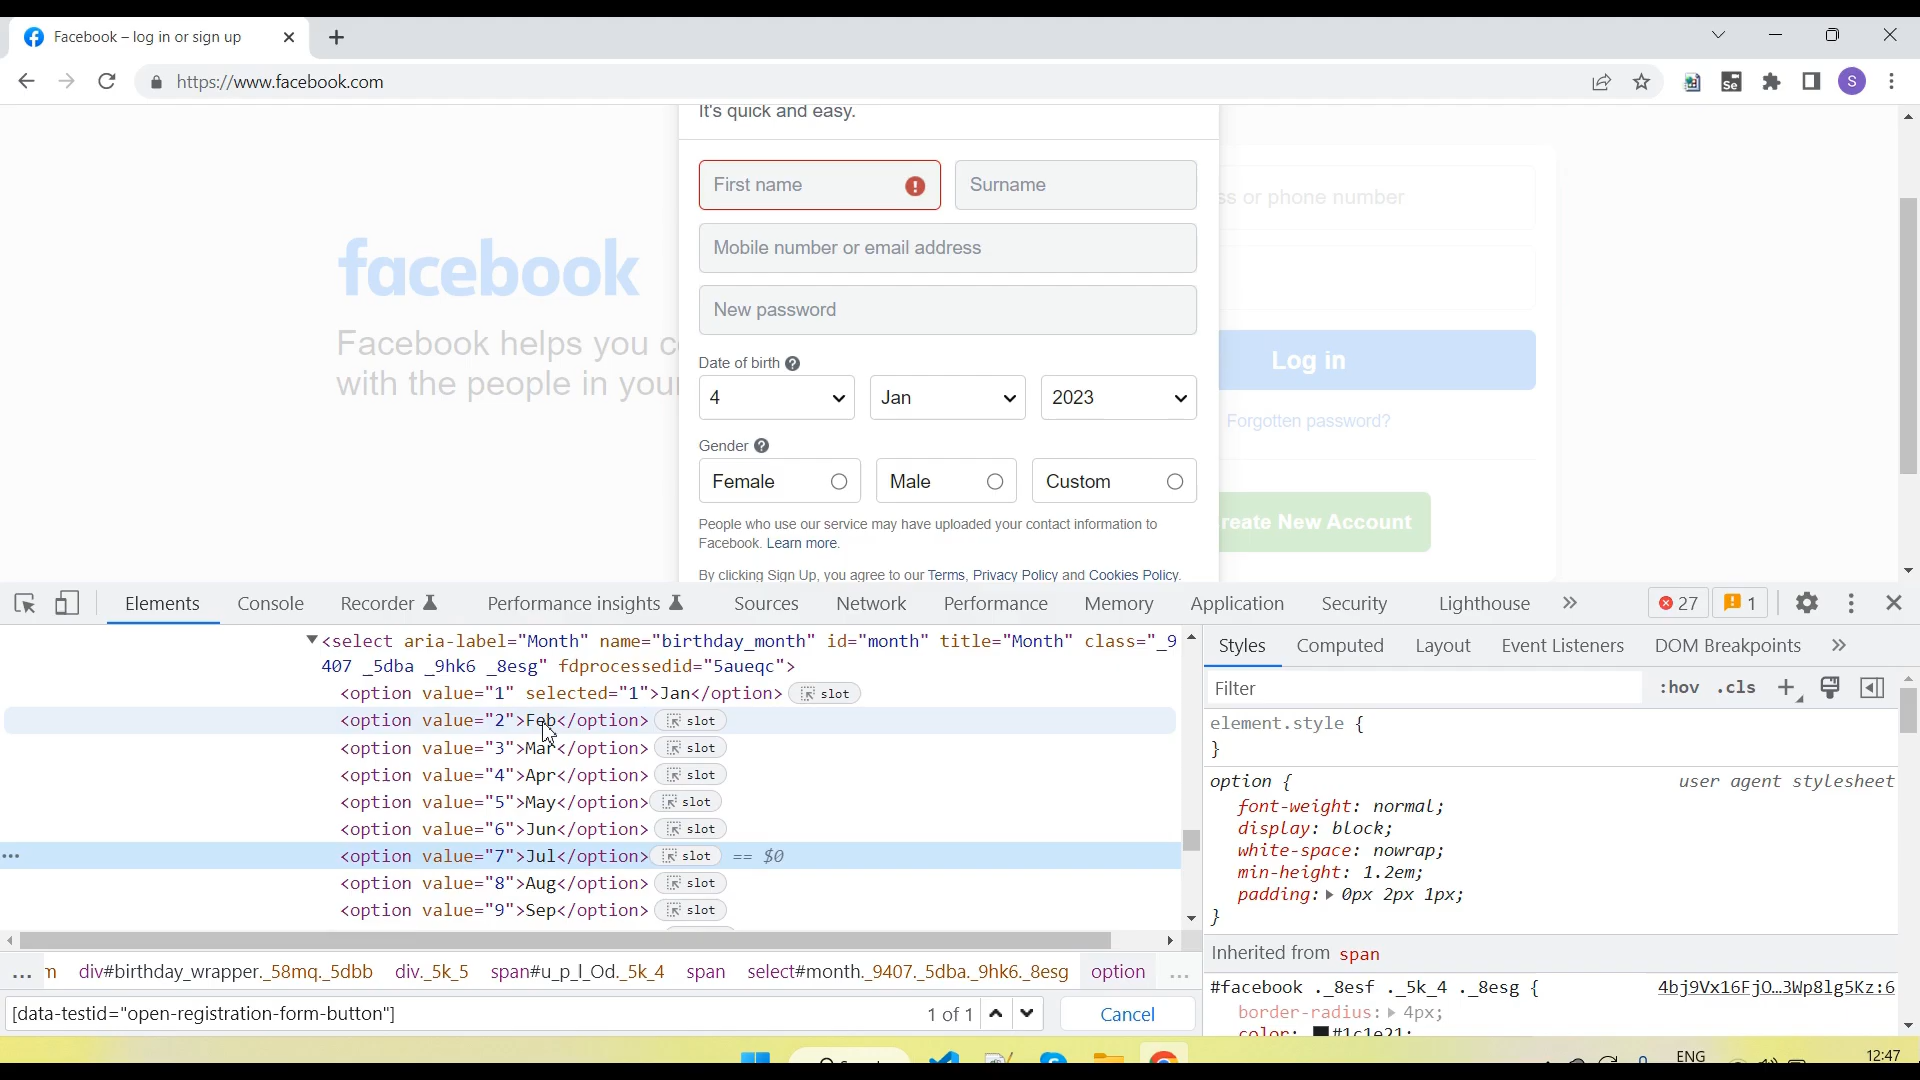 Facebook – log in or sign up
https://www.facebook.com
Se
S
It's quick and easy.
First name
Surname
ss or phone number
Mobile number or email address
facebook
New password
Facebook helps you c
with the people in your
Date of birth
Log in
4
Jan
2023
Forgotten password?
Gender
Female
Male
Custom
reate New Account
People who use our service may have uploaded your contact information to
Facebook. Learn more.
By clicking Sign Up, you agree to our Terms, Privacy Policy and Cookies Policy.
Elements
Console
Recorder
Performance insights
Sources
Network
Performance
Memory
Application
Security
Lighthouse
»
27
1
<select aria-label="Month" name="birthday_month" id="month" title="Month" class="_9
407 _5dba _9hk6 _8esg" fdprocessedid="5aueqc">
<option value="1" selected="1">Jan</option> slot
<option value="2">Feb</option> slot
<option value="3">Mar</option> slot
<option value="4">Apr</option> slot
<option value="5">May</option> slot
<option value="6">Jun</option> slot
<option value="7">Jul</option> slot == $0
<option value="8">Aug</option> slot
<option value="9">Sep</option> slot
... m div#birthday_wrapper._58mq._5dbb div._5k_5 span#u_p_l_Od._5k_4 span select#month._9407._5dba._9hk6._8esg option ...
[data-testid="open-registration-form-button"]
1 of 1
Cancel
Styles
Computed
Layout
Event Listeners
DOM Breakpoints
»
Filter
:hov .cls
element.style {
}
option {
user agent stylesheet
font-weight: normal;
display: block;
white-space: nowrap;
min-height: 1.2em;
padding: 0px 2px 1px;
}
Inherited from span
#facebook ._8esf ._5k_4 ._8esg {
4bj9Vx16FjO…3Wp8lg5Kz:6
border-radius: 4px;
color: #1c1e21;
ENG
12:47